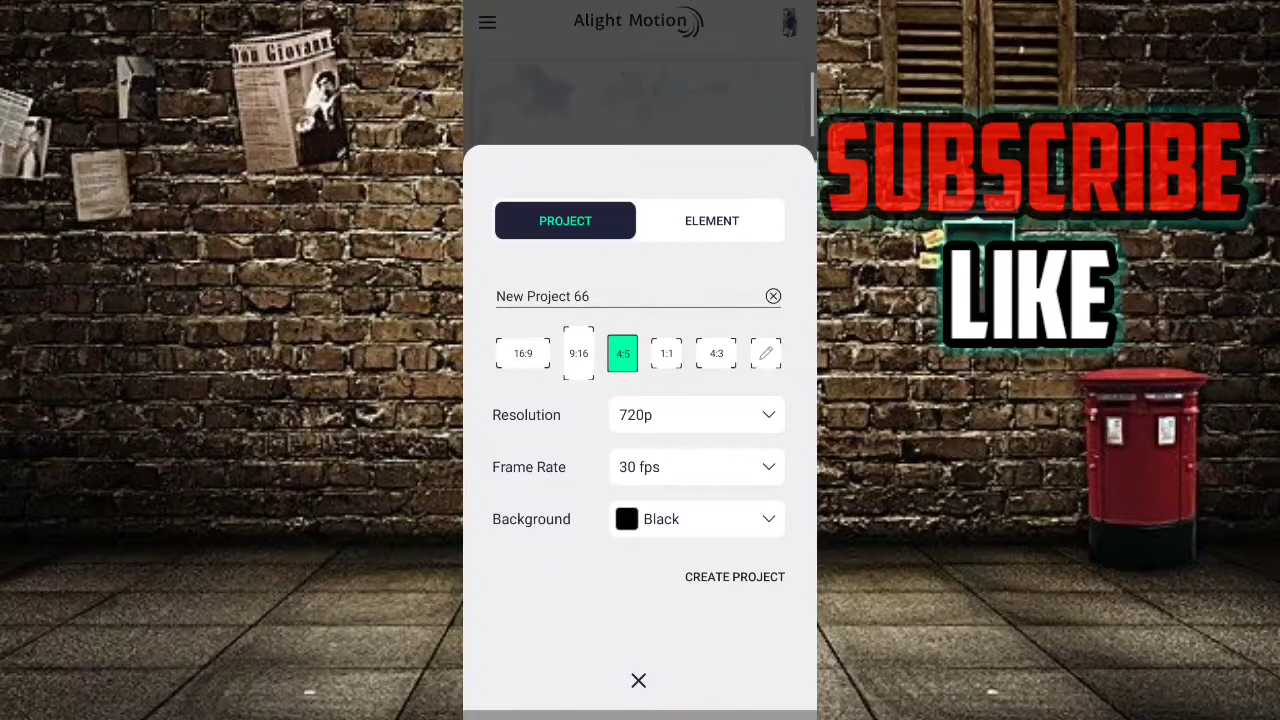 Don Giovanni
Alight Motion
SUBSCRIBE
LIKE
PROJECT
ELEMENT
New Project 66
16:9
9:16
4:5
1:1
4:3
Resolution
720p
Frame Rate
30 fps
Background
Black
CREATE PROJECT